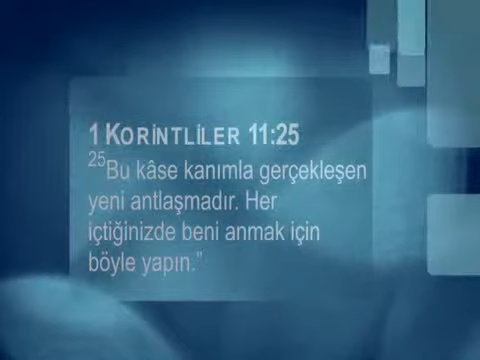 1 KORİNTLİLER 11:25
25Bu kâse kanımla gerçekleşen
yeni antlaşmadır. Her
içtiğinizde beni anmak için
böyle yapın.”